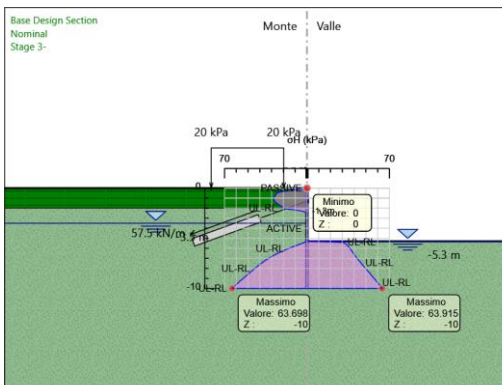 Base Design Section
Nominal
Stage 3-
Monte
Valle
20 kPa
20 kPa
σH (kPa)
70
70
0
PASSIVE
UL-RL
Minimo
Valore: 0
Z : 0
57.5 kN/m
ACTIVE
UL-RL
UL-RL
UL-RL
UL-RL
-5.3 m
-10
UL-RL
UL-RL
Massimo
Valore: 63.698
Z : -10
Massimo
Valore: 63.915
Z : -10